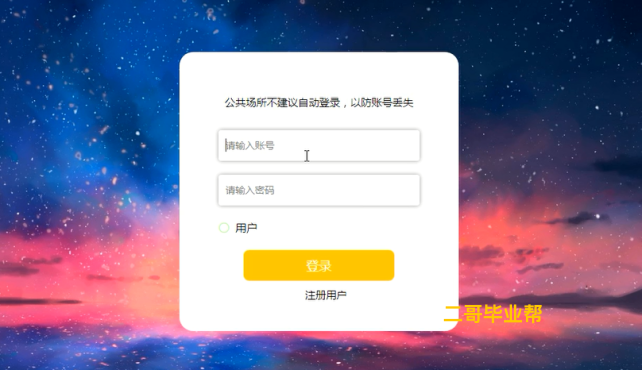 公共场所不建议自动登录，以防账号丢失
请输入账号
请输入密码
用户
登录
注册用户
二哥毕业帮